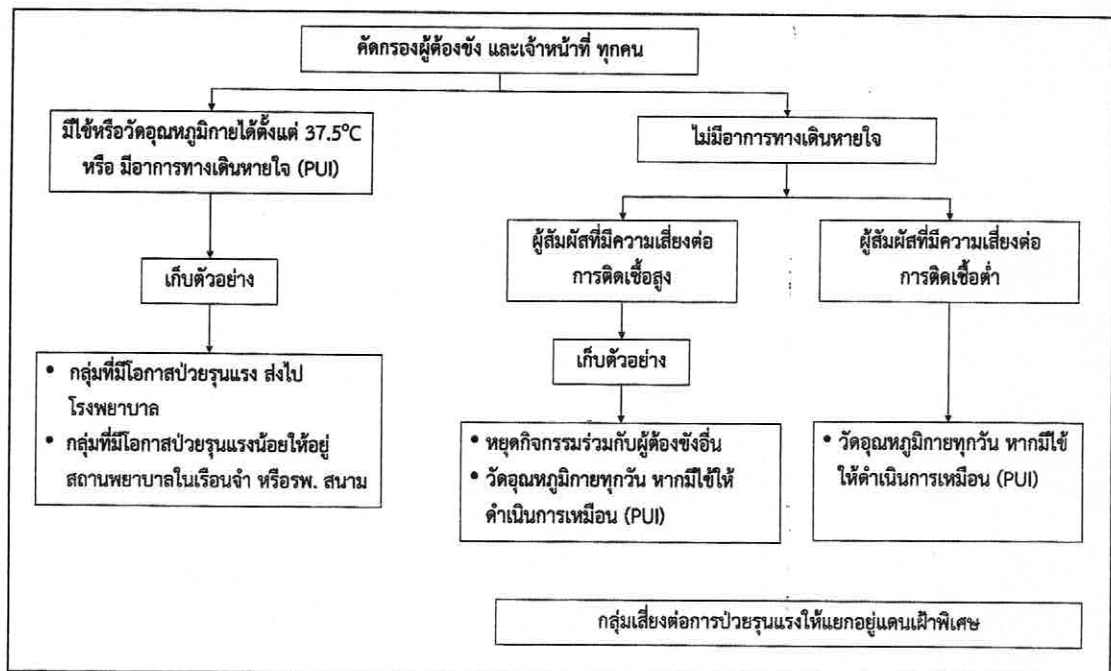 คัดกรองผู้ต้องขัง และเจ้าหน้าที่ ทุกคน
มีไข้หรือวัดอุณหภูมิกายได้ตั้งแต่ 37.5°C
หรือ มีอาการทางเดินหายใจ (PUI)
ไม่มีอาการทางเดินหายใจ
ผู้สัมผัสที่มีความเสี่ยงต่อ
การติดเชื้อสูง
ผู้สัมผัสที่มีความเสี่ยงต่อ
การติดเชื้อต่ำ
เก็บตัวอย่าง
เก็บตัวอย่าง
• กลุ่มที่มีโอกาสป่วยรุนแรง ส่งไป
โรงพยาบาล
• กลุ่มที่มีโอกาสป่วยรุนแรงน้อยให้อยู่
สถานพยาบาลในเรือนจำ หรือรพ. สนาม
• หยุดกิจกรรมร่วมกับผู้ต้องขังอื่น
• วัดอุณหภูมิกายทุกวัน หากมีไข้ให้
ดำเนินการเหมือน (PUI)
• วัดอุณหภูมิกายทุกวัน หากมีไข้
ให้ดำเนินการเหมือน (PUI)
กลุ่มเสี่ยงต่อการป่วยรุนแรงให้แยกอยู่แดนเฝ้าพิเศษ